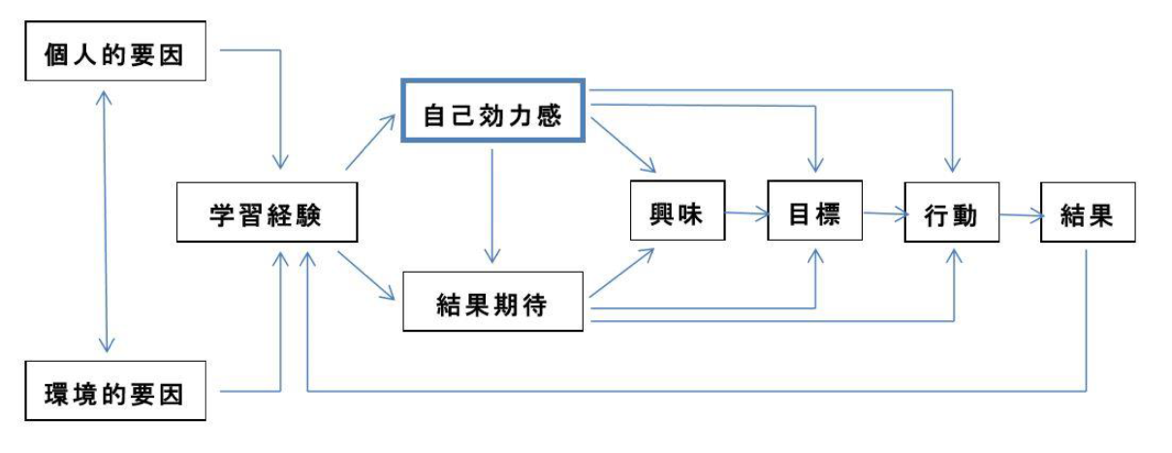 個人的要因
自己効力感
学習経験
興味
目標
行動
結果
結果期待
環境的要因